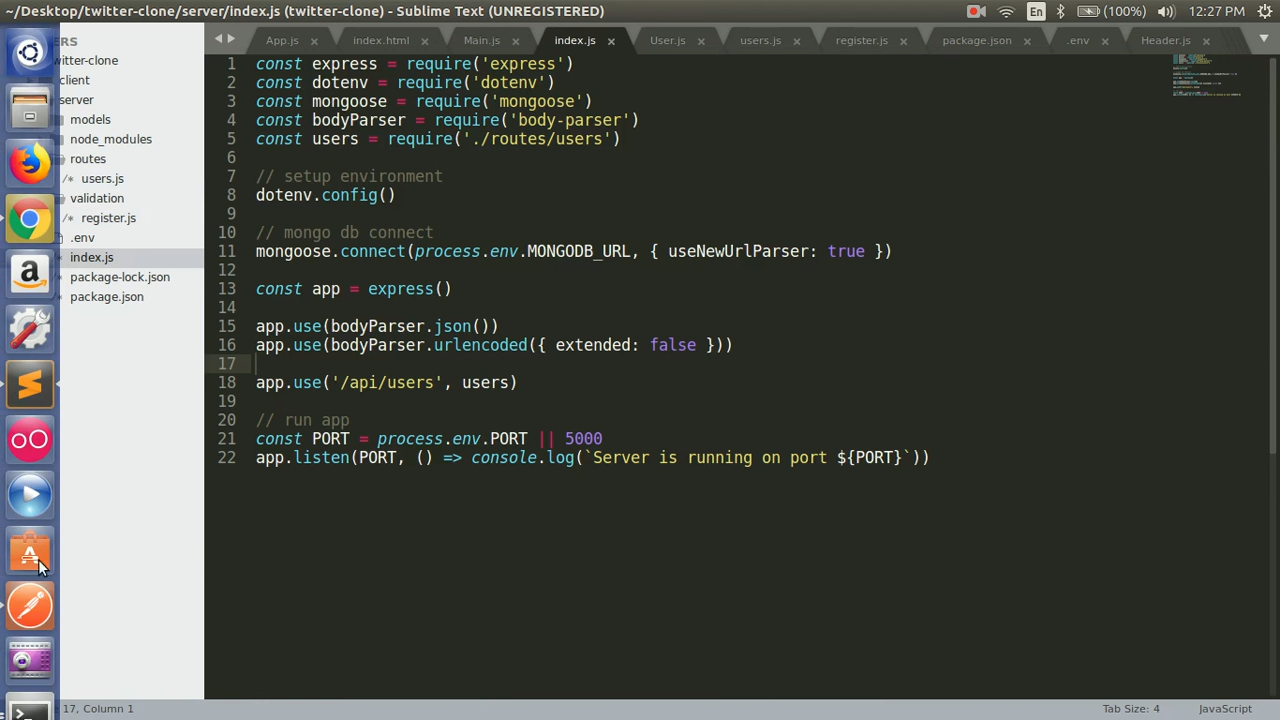 ~/Desktop/twitter-clone/server/index.js (twitter-clone) - Sublime Text (UNREGISTERED)
En
(100%)
12:27 PM
ERS
witter-clone
client
server
models
node_modules
routes
/* users.js
validation
/* register.js
.env
index.js
package-lock.json
package.json
App.js
index.html
Main.js
index.js
User.js
users.js
register.js
package.json
.env
Header.js
1 const express = require('express')
2 const dotenv = require('dotenv')
3 const mongoose = require('mongoose')
4 const bodyParser = require('body-parser')
5 const users = require('./routes/users')
6
7 // setup environment
8 dotenv.config()
9
10 // mongo db connect
11 mongoose.connect(process.env.MONGODB_URL, { useNewUrlParser: true })
12
13 const app = express()
14
15 app.use(bodyParser.json())
16 app.use(bodyParser.urlencoded({ extended: false }))
17
18 app.use('/api/users', users)
19
20 // run app
21 const PORT = process.env.PORT || 5000
22 app.listen(PORT, () => console.log(`Server is running on port ${PORT}`))
17, Column 1
Tab Size: 4
JavaScript